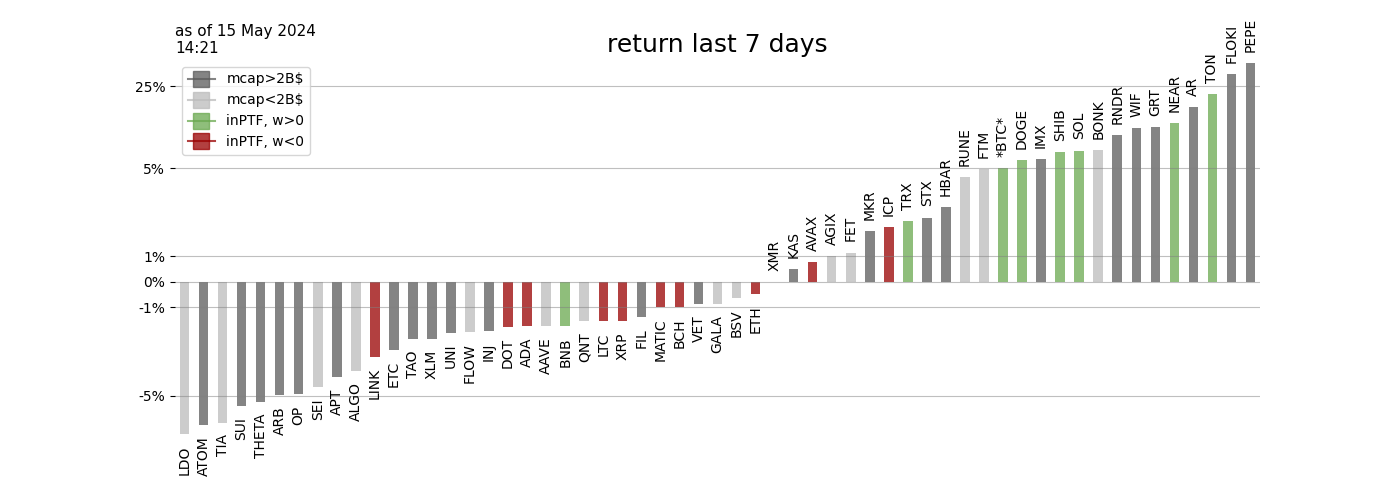 as of 15 May 2024
14:21
return last 7 days
mcap>2B$
mcap<2B$
inPTF, w>0
inPTF, w<0
25%
5%
1%
0%
-1%
-5%
LDO
ATOM
TIA
SUI
THETA
ARB
OP
SEI
APT
ALGO
LINK
ETC
TAO
XLM
UNI
FLOW
INJ
DOT
ADA
AAVE
BNB
QNT
LTC
XRP
FIL
MATIC
BCH
VET
GALA
BSV
ETH
XMR
KAS
AVAX
AGIX
FET
MKR
ICP
TRX
STX
HBAR
RUNE
FTM
*BTC*
DOGE
IMX
SHIB
SOL
BONK
RNDR
WIF
GRT
NEAR
AR
TON
FLOKI
PEPE